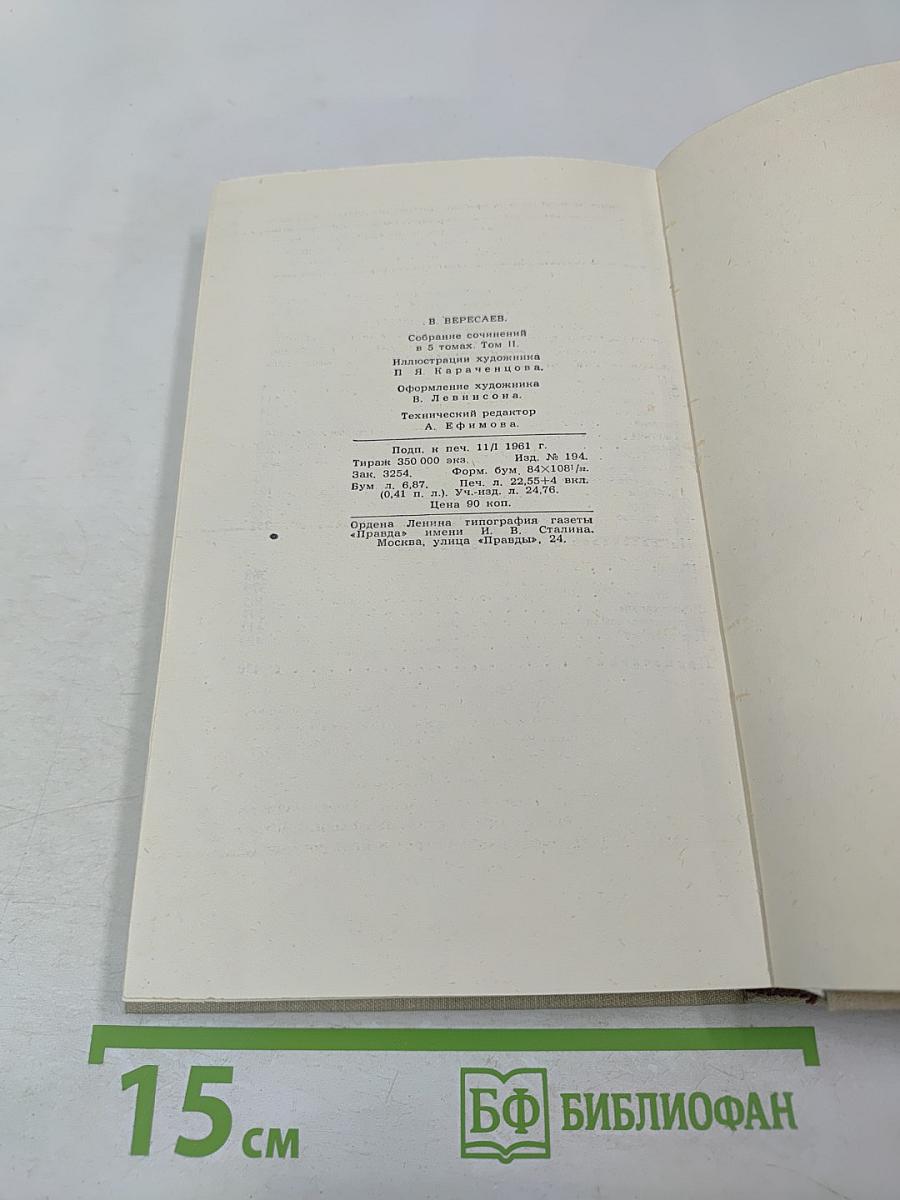 В. ВЕРЕСАЕВ.
Собрание сочинений
в 5 томах. Том II.
Иллюстрации художника
П. Я. Караченцова.
Оформление художника
В. Левинсона.
Технический редактор
А. Ефимова.
Подп. к печ. 11/I 1961 г.
Тираж 350 000 экз. Изд. № 194.
Зак. 3254. Форм. бум. 84×108¹/
Бум л. 6,87. Печ. л. 22,55+4 вкл.
(0,41 п. л.). Уч.-изд. л. 24,76.
Цена 90 коп.
Ордена Ленина типография газеты
«Правда» имени И. В. Сталина.
Москва, улица «Правды», 24.
15 см
БФ БИБЛИОФАН